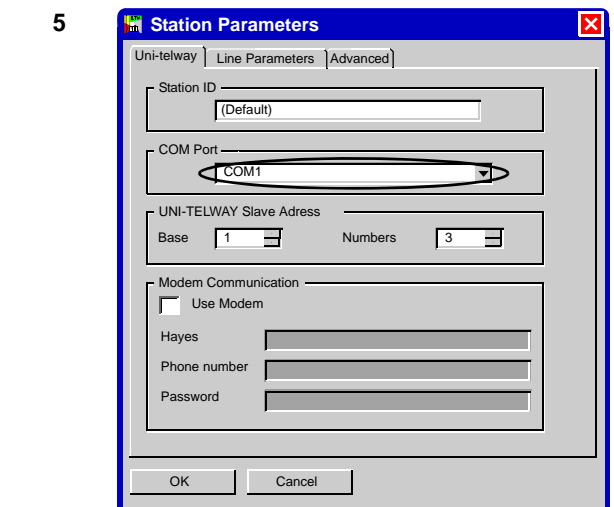 5
Station Parameters
Uni-telway Line Parameters Advanced
Station ID
(Default)
COM Port
COM1
UNI-TELWAY Slave Adress
Base 1 Numbers 3
Modem Communication
Use Modem
Hayes
Phone number
Password
OK Cancel